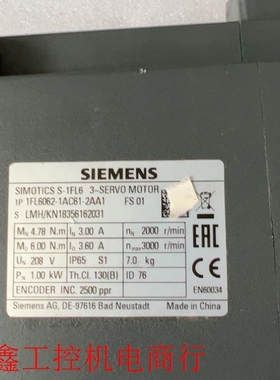 SIEMENS
SIMOTICS S-1FL6 3~SERVO MOTOR
1P 1FL6062-1AC61-2AA1 FS 01
S LMH/KN18356162031
MN 4.78 N.m IN 3.00 A nN 2000 r/min
M0 6.00 N.m I0 3.60 A nmax 3000 r/min
UN 208 V IP65 S1 7.0 kg
PN 1.00 kW Th.Cl.130(B) ID 76
EN60034
ENCODER INC. 2500 ppr
Siemens AG, DE-97616 Bad Neustadt Made in China
EAC
鑫工控机电商行